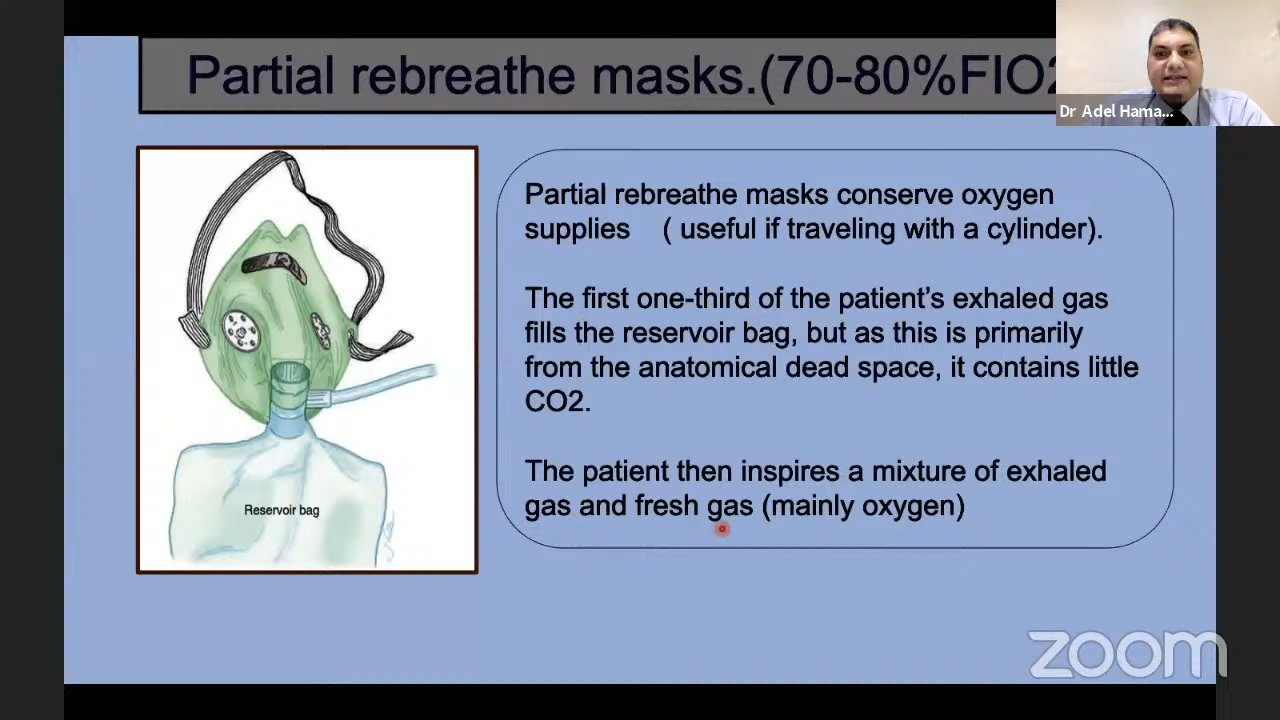 Partial rebreathe masks.(70-80%FIO2
Dr Adel Hama...
Partial rebreathe masks conserve oxygen
supplies ( useful if traveling with a cylinder).
The first one-third of the patient’s exhaled gas
fills the reservoir bag, but as this is primarily
from the anatomical dead space, it contains little
CO2.
The patient then inspires a mixture of exhaled
gas and fresh gas (mainly oxygen)
Reservoir bag
zoom